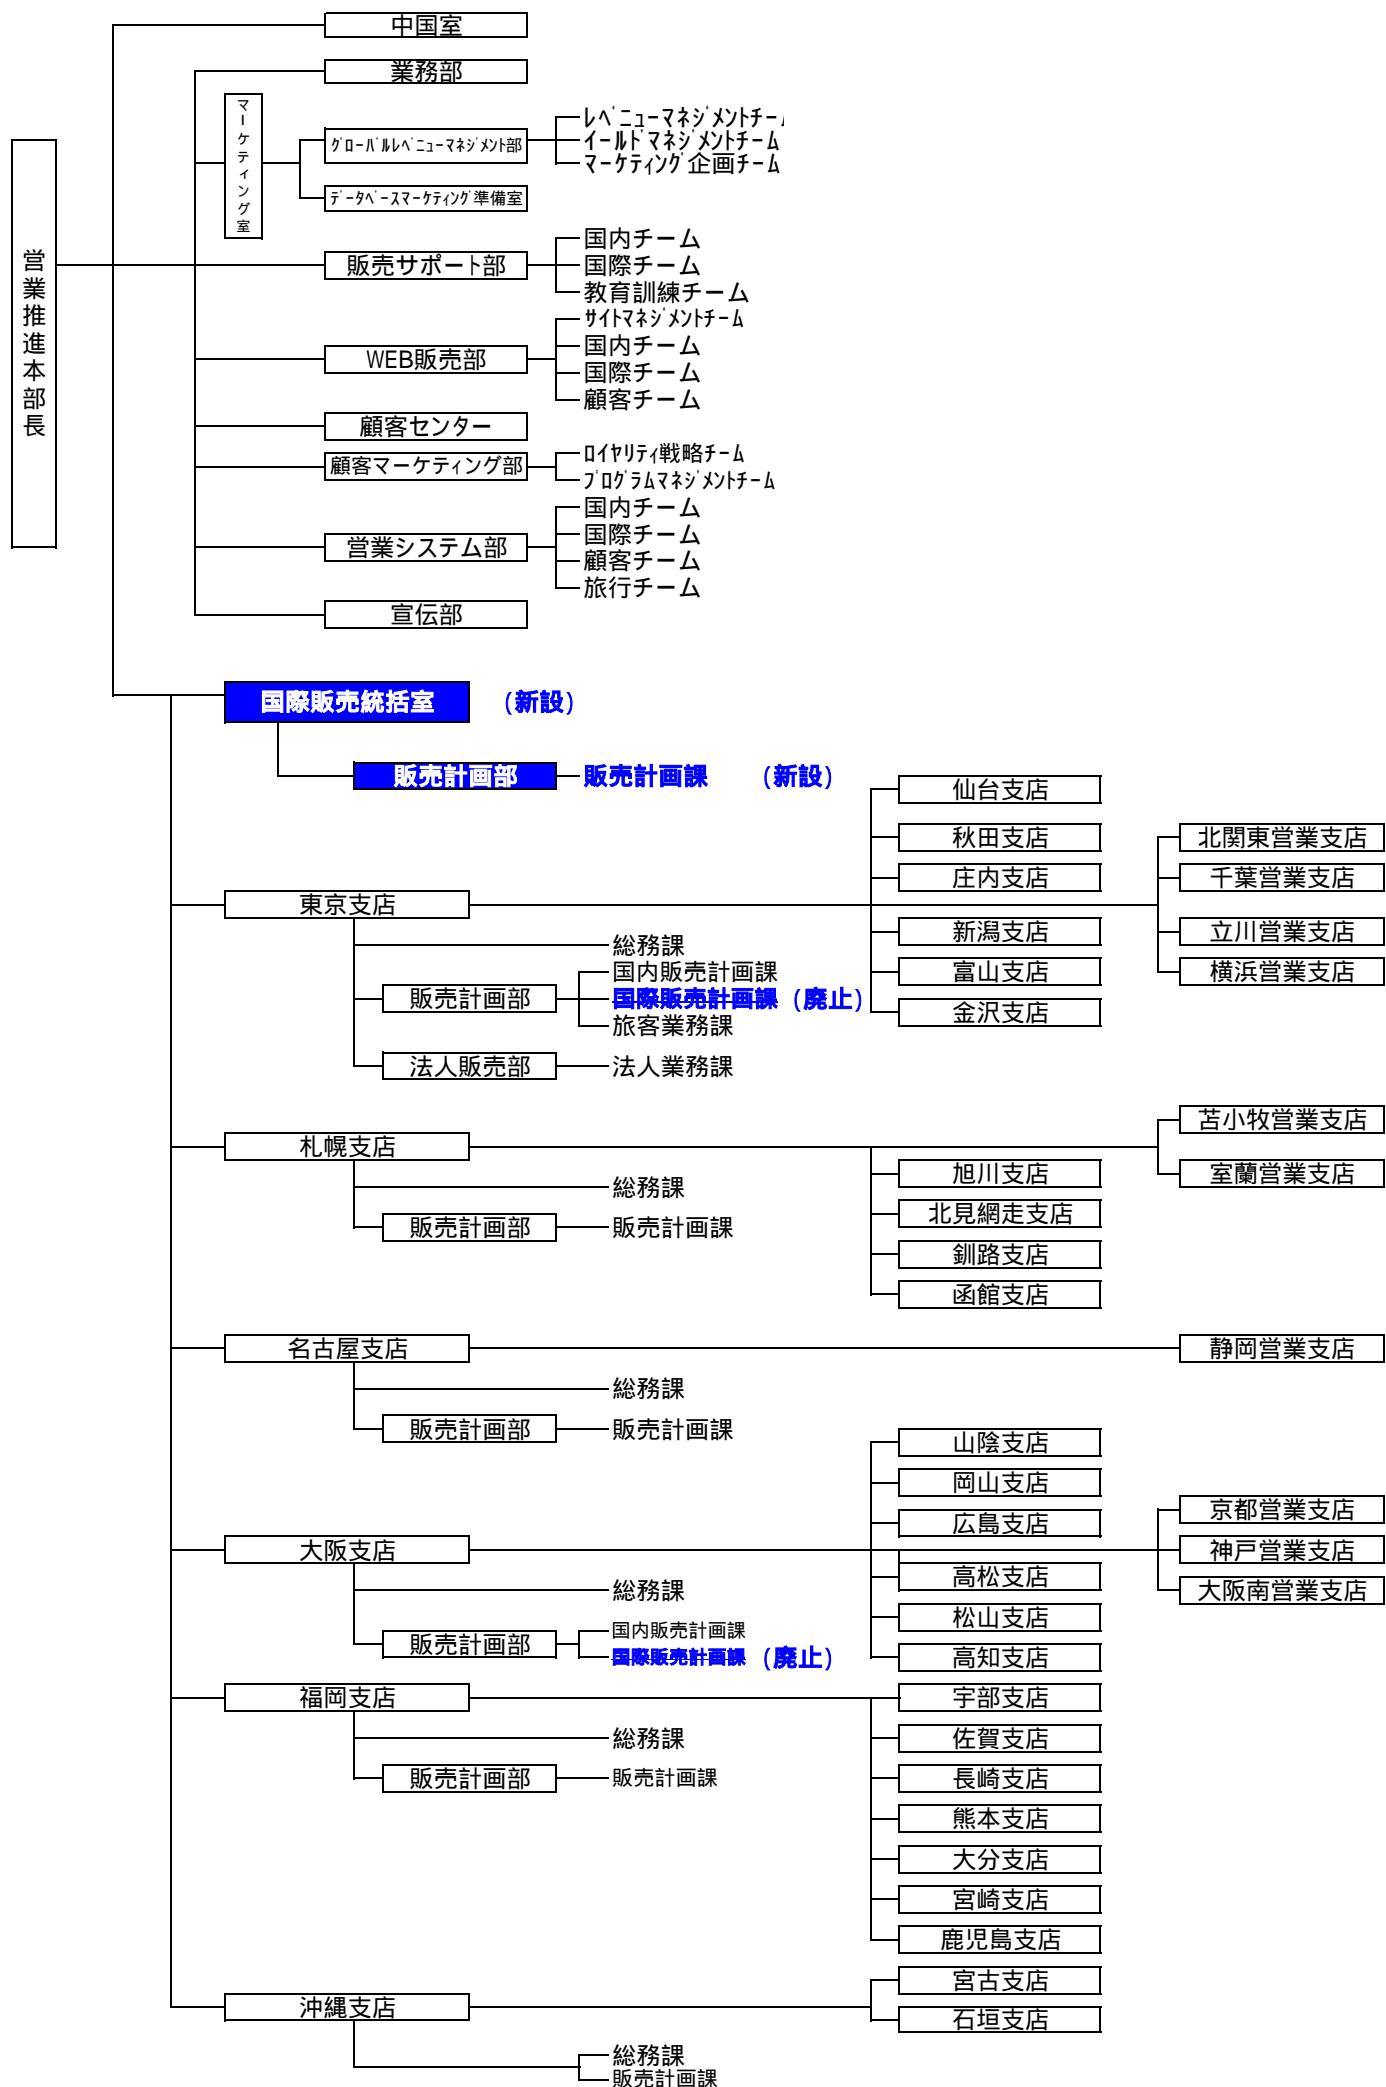 中国室
業務部
マーケティング室
グローバルレベニューマネジメント部
レベニューマネジメントチーム
イールドマネジメントチーム
マーケティング企画チーム
データベースマーケティング準備室
営業推進本部長
販売サポート部
国内チーム
国際チーム
教育訓練チーム
WEB販売部
サイトマネジメントチーム
国内チーム
国際チーム
顧客チーム
顧客センター
顧客マーケティング部
ロイヤリティ戦略チーム
プログラムマネジメントチーム
営業システム部
国内チーム
国際チーム
顧客チーム
旅行チーム
宣伝部
国際販売統括室 （新設）
販売計画部 販売計画課 （新設）
東京支店
総務課
販売計画部
国内販売計画課
国際販売計画課（廃止）
旅客業務課
法人販売部 法人業務課
仙台支店
秋田支店
庄内支店
新潟支店
富山支店
金沢支店
北関東営業支店
千葉営業支店
立川営業支店
横浜営業支店
札幌支店
総務課
販売計画部 販売計画課
旭川支店
北見網走支店
釧路支店
函館支店
苫小牧営業支店
室蘭営業支店
名古屋支店
総務課
販売計画部 販売計画課
静岡営業支店
大阪支店
総務課
販売計画部
国内販売計画課
国際販売計画課（廃止）
山陰支店
岡山支店
広島支店
高松支店
松山支店
高知支店
京都営業支店
神戸営業支店
大阪南営業支店
福岡支店
総務課
販売計画部 販売計画課
宇部支店
佐賀支店
長崎支店
熊本支店
大分支店
宮崎支店
鹿児島支店
沖縄支店
宮古支店
石垣支店
総務課
販売計画課